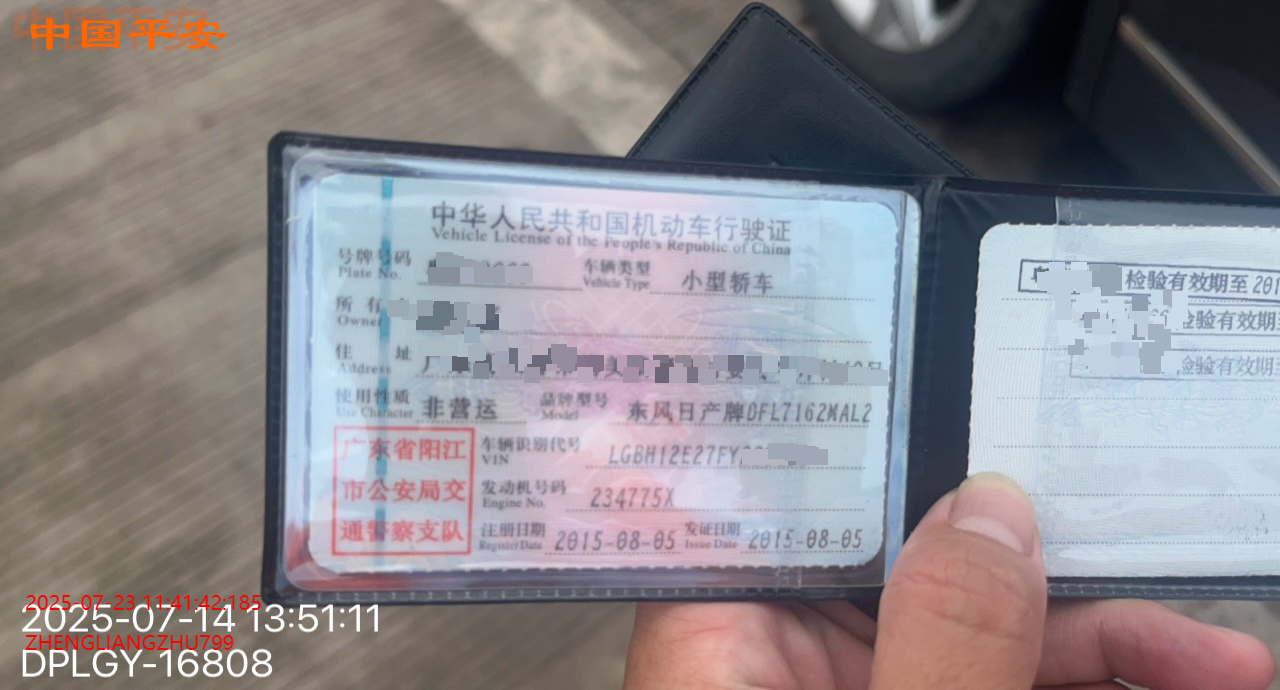 中国平安
中华人民共和国机动车行驶证
Vehicle License of the People's Republic of China
号牌号码
Plate No.
车辆类型 小型轿车
Vehicle Type
所有
Owner
住 址
Address
使用性质 非营运 品牌型号 东风日产牌DFL7162MAL2
Use Character Model
广东省阳江
市公安局交
通警察支队
车辆识别代号 LGBH12E27FY
VIN
发动机号码 234775X
Engine No.
注册日期 2015-08-05 发证日期 2015-08-05
Register Date Issue Date
检验有效期至 201
检验有效期
检验有效期至
2025-07-23 11:41:42:185
2025-07-14 13:51:11
ZHENGLIANGZHU799
DPLGY-16808